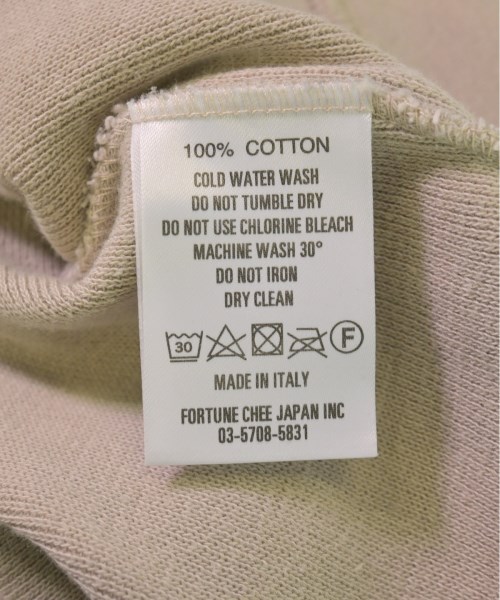 100% COTTON
COLD WATER WASH
DO NOT TUMBLE DRY
DO NOT USE CHLORINE BLEACH
MACHINE WASH 30°
DO NOT IRON
DRY CLEAN
30 F
MADE IN ITALY
FORTUNE CHEE JAPAN INC
03-5708-5831